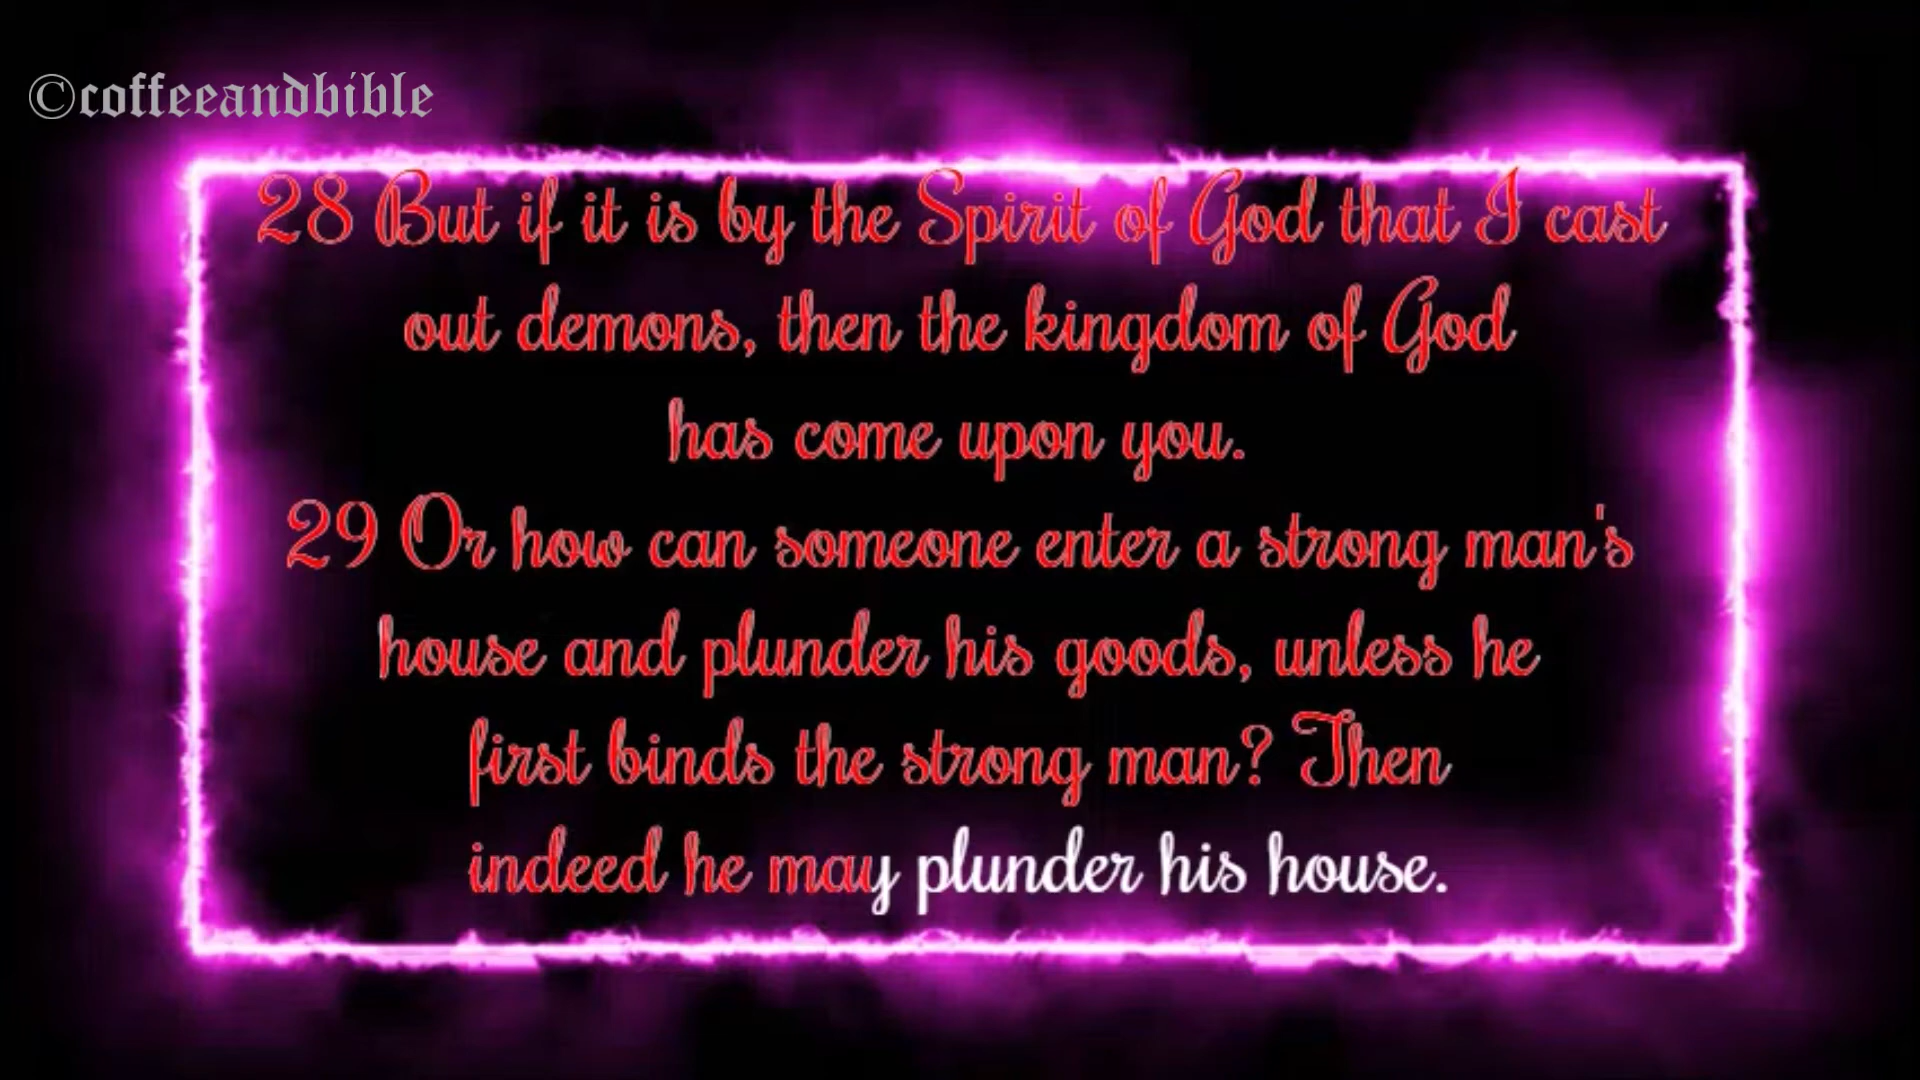 ©coffeeandbible
28 But if it is by the Spirit of God that I cast
out demons, then the kingdom of God
has come upon you.
29 Or how can someone enter a strong man's
house and plunder his goods, unless he
first binds the strong man? Then
indeed he may plunder his house.